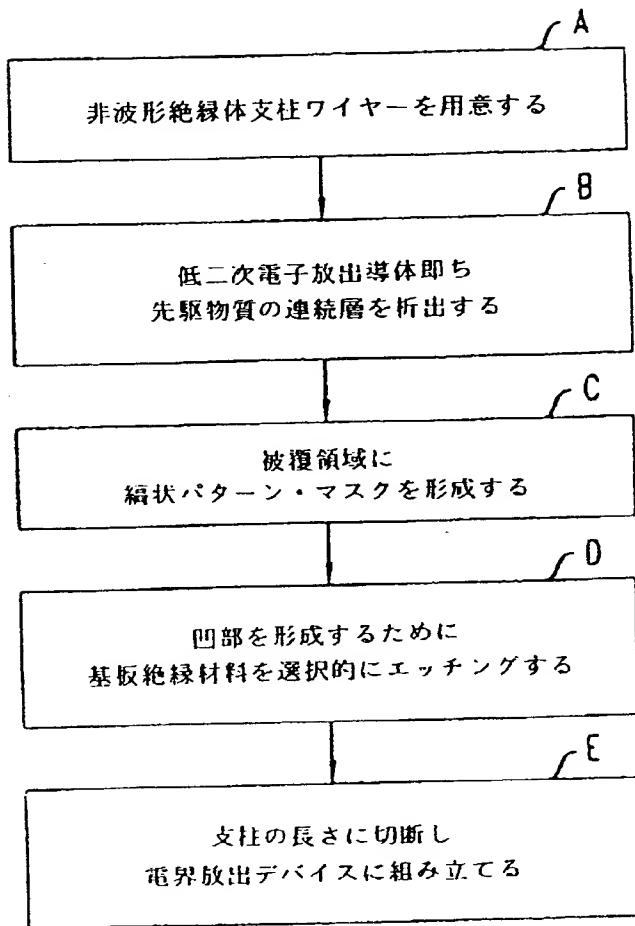 A
非波形絶縁体支柱ワイヤーを用意する
B
低二次電子放出導体即ち
先駆物質の連続層を析出する
C
被覆領域に
縞状パターン・マスクを形成する
D
凹部を形成するために
基板絶縁材料を選択的にエッチングする
E
支柱の長さに切断し
電界放出デバイスに組み立てる